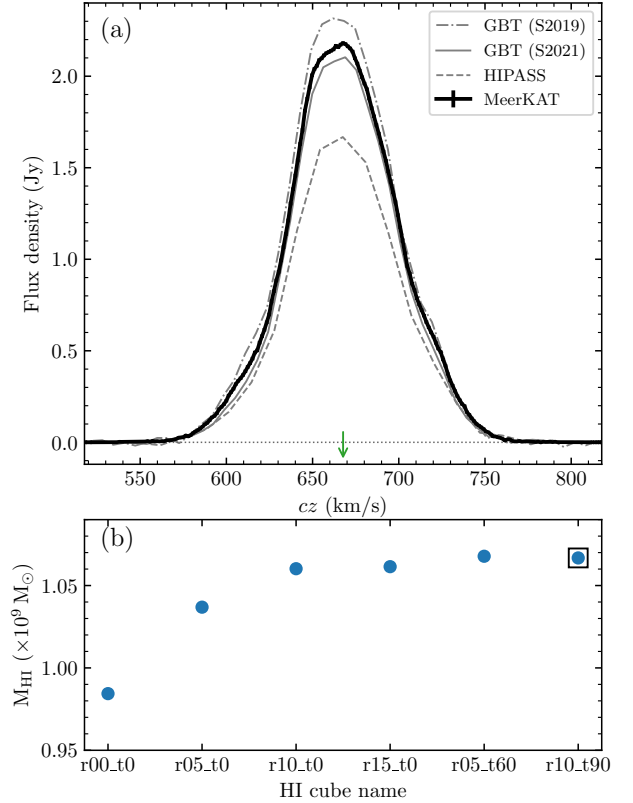 (a)
GBT (S2019)
GBT (S2021)
HIPASS
MeerKAT
Flux density (Jy)
2.0
1.5
1.0
0.5
0.0
550 600 650 700 750 800
cz (km/s)
(b)
M_HI (×10⁹ M_⊙)
1.05
1.00
0.95
r00_t0 r05_t0 r10_t0 r15_t0 r05_t60 r10_t90
HI cube name